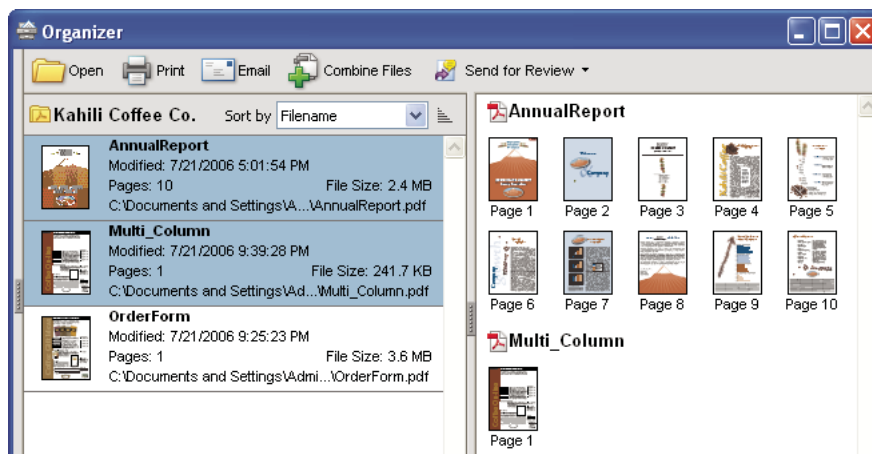 Organizer
Open Print Email Combine Files Send for Review
Kahili Coffee Co. Sort by Filename
AnnualReport
Modified: 7/21/2006 5:01:54 PM
Pages: 10 File Size: 2.4 MB
C:\Documents and Settings\A...\AnnualReport.pdf
Multi_Column
Modified: 7/21/2006 9:39:28 PM
Pages: 1 File Size: 241.7 KB
C:\Documents and Settings\Ad...\Multi_Column.pdf
OrderForm
Modified: 7/21/2006 9:25:23 PM
Pages: 1 File Size: 3.6 MB
C:\Documents and Settings\Admi...\OrderForm.pdf
AnnualReport
Page 1 Page 2 Page 3 Page 4 Page 5
Page 6 Page 7 Page 8 Page 9 Page 10
Multi_Column
Page 1